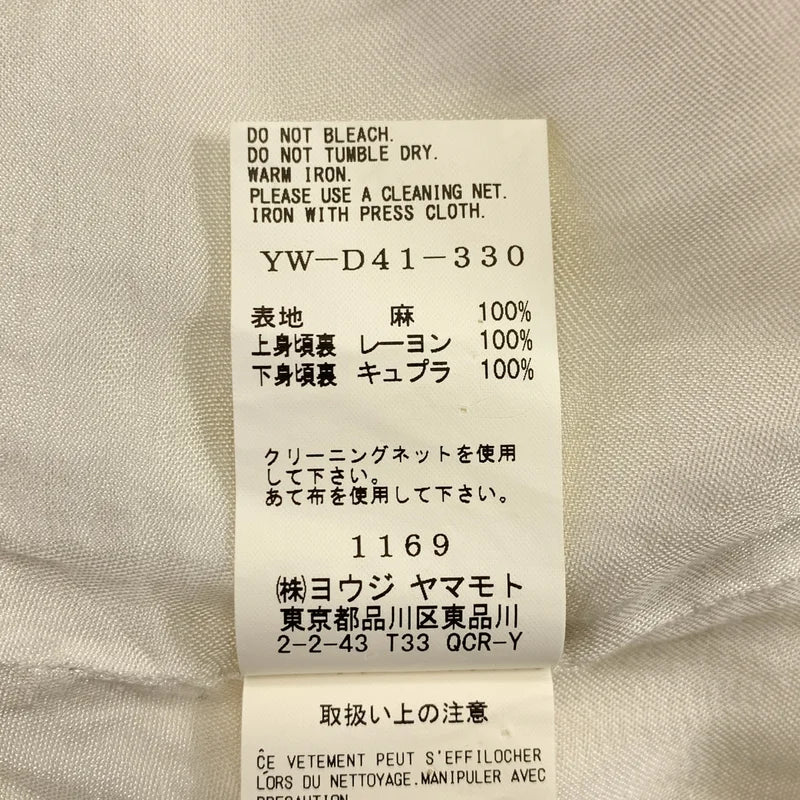 DO NOT BLEACH.
DO NOT TUMBLE DRY.
WARM IRON.
PLEASE USE A CLEANING NET.
IRON WITH PRESS CLOTH.
YW-D41-330
表地 麻 100%
上身頃裏 レーヨン 100%
下身頃裏 キュプラ 100%
クリーニングネットを使用
して下さい。
あて布を使用して下さい。
1169
㈱ヨウジ ヤマモト
東京都品川区東品川
2-2-43 T33 QCR-Y
取扱い上の注意
CE VETEMENT PEUT S'EFFILOCHER
LORS DU NETTOYAGE.MANIPULER AVEC
PRECAUTION